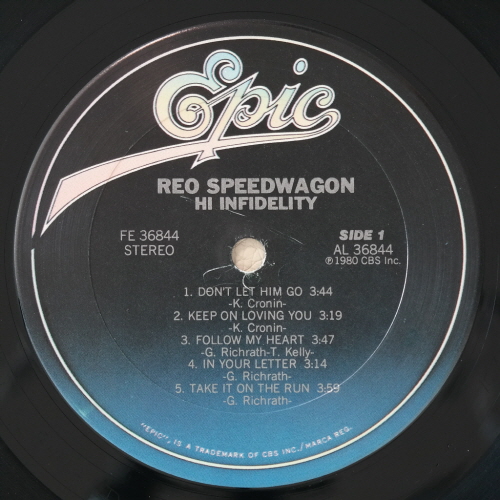 Epic
REO SPEEDWAGON
HI INFIDELITY
FE 36844
STEREO
SIDE 1
AL 36844
℗1980 CBS Inc.
1. DON'T LET HIM GO 3:44
-K. Cronin-
2. KEEP ON LOVING YOU 3:19
-K. Cronin-
3. FOLLOW MY HEART 3:47
-G. Richrath-T. Kelly-
4. IN YOUR LETTER 3:14
-G. Richrath-
5. TAKE IT ON THE RUN 3:59
-G. Richrath-
"EPIC", IS A TRADEMARK OF CBS INC./MARCA REG.